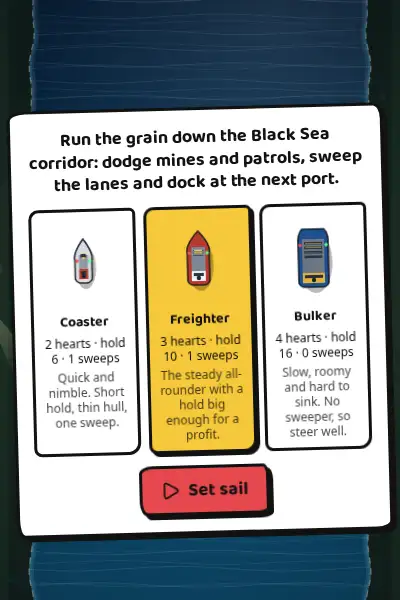 Run the grain down the Black Sea
corridor: dodge mines and patrols, sweep
the lanes and dock at the next port.
Coaster
2 hearts · hold
6 · 1 sweeps
Quick and
nimble. Short
hold, thin hull,
one sweep.
Freighter
3 hearts · hold
10 · 1 sweeps
The steady all-
rounder with a
hold big
enough for a
profit.
Bulker
4 hearts · hold
16 · 0 sweeps
Slow, roomy
and hard to
sink. No
sweeper, so
steer well.
Set sail